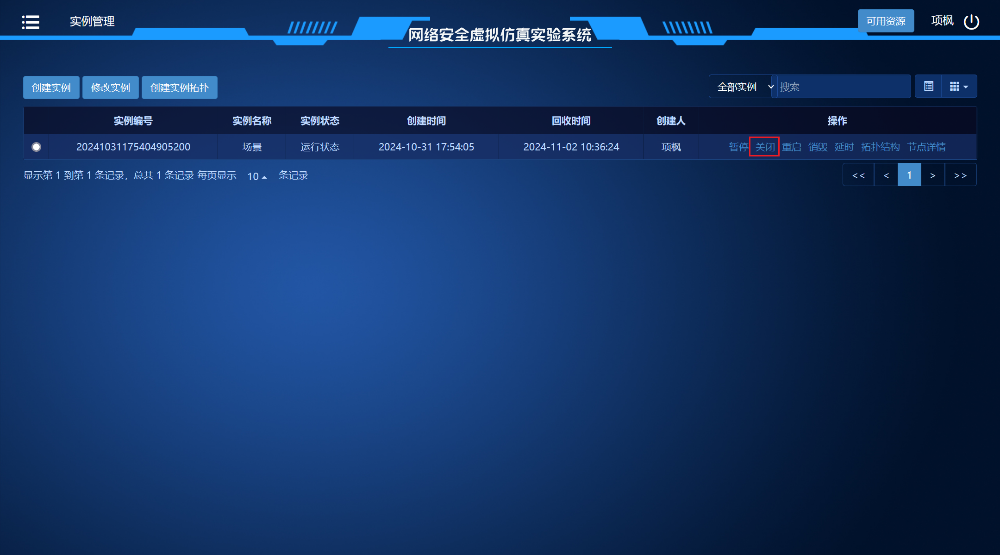 实例管理
网络安全虚拟仿真实验系统
可用资源 项枫
创建实例 修改实例 创建实例拓扑 全部实例 搜索
实例编号 实例名称 实例状态 创建时间 回收时间 创建人 操作
20241031175404905200 场景 运行状态 2024-10-31 17:54:05 2024-11-02 10:36:24 项枫 暂停 关闭 重启 销毁 延时 拓扑结构 节点详情
显示第 1 到第 1 条记录，总共 1 条记录 每页显示 10 条记录 << < 1 > >>